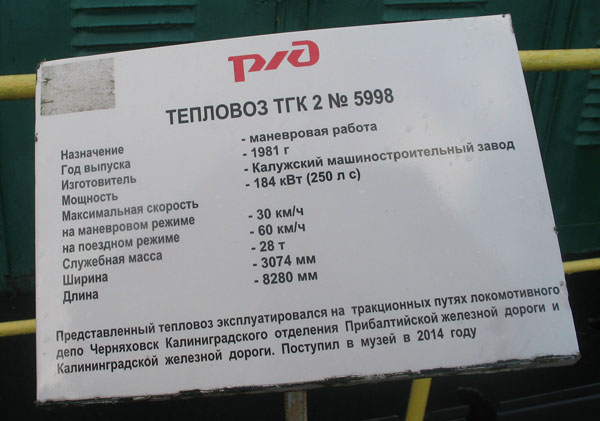 РЖД
ТЕПЛОВОЗ ТГК 2 № 5998
Назначение - маневровая работа
Год выпуска - 1981 г
Изготовитель - Калужский машиностроительный завод
Мощность - 184 кВт (250 л с)
Максимальная скорость
на маневровом режиме - 30 км/ч
на поездном режиме - 60 км/ч
Служебная масса - 28 т
Ширина - 3074 мм
Длина - 8280 мм
Представленный тепловоз эксплуатировался на тракционных путях локомотивного
депо Черняховск Калининградского отделения Прибалтийской железной дороги и
Калининградской железной дороги. Поступил в музей в 2014 году